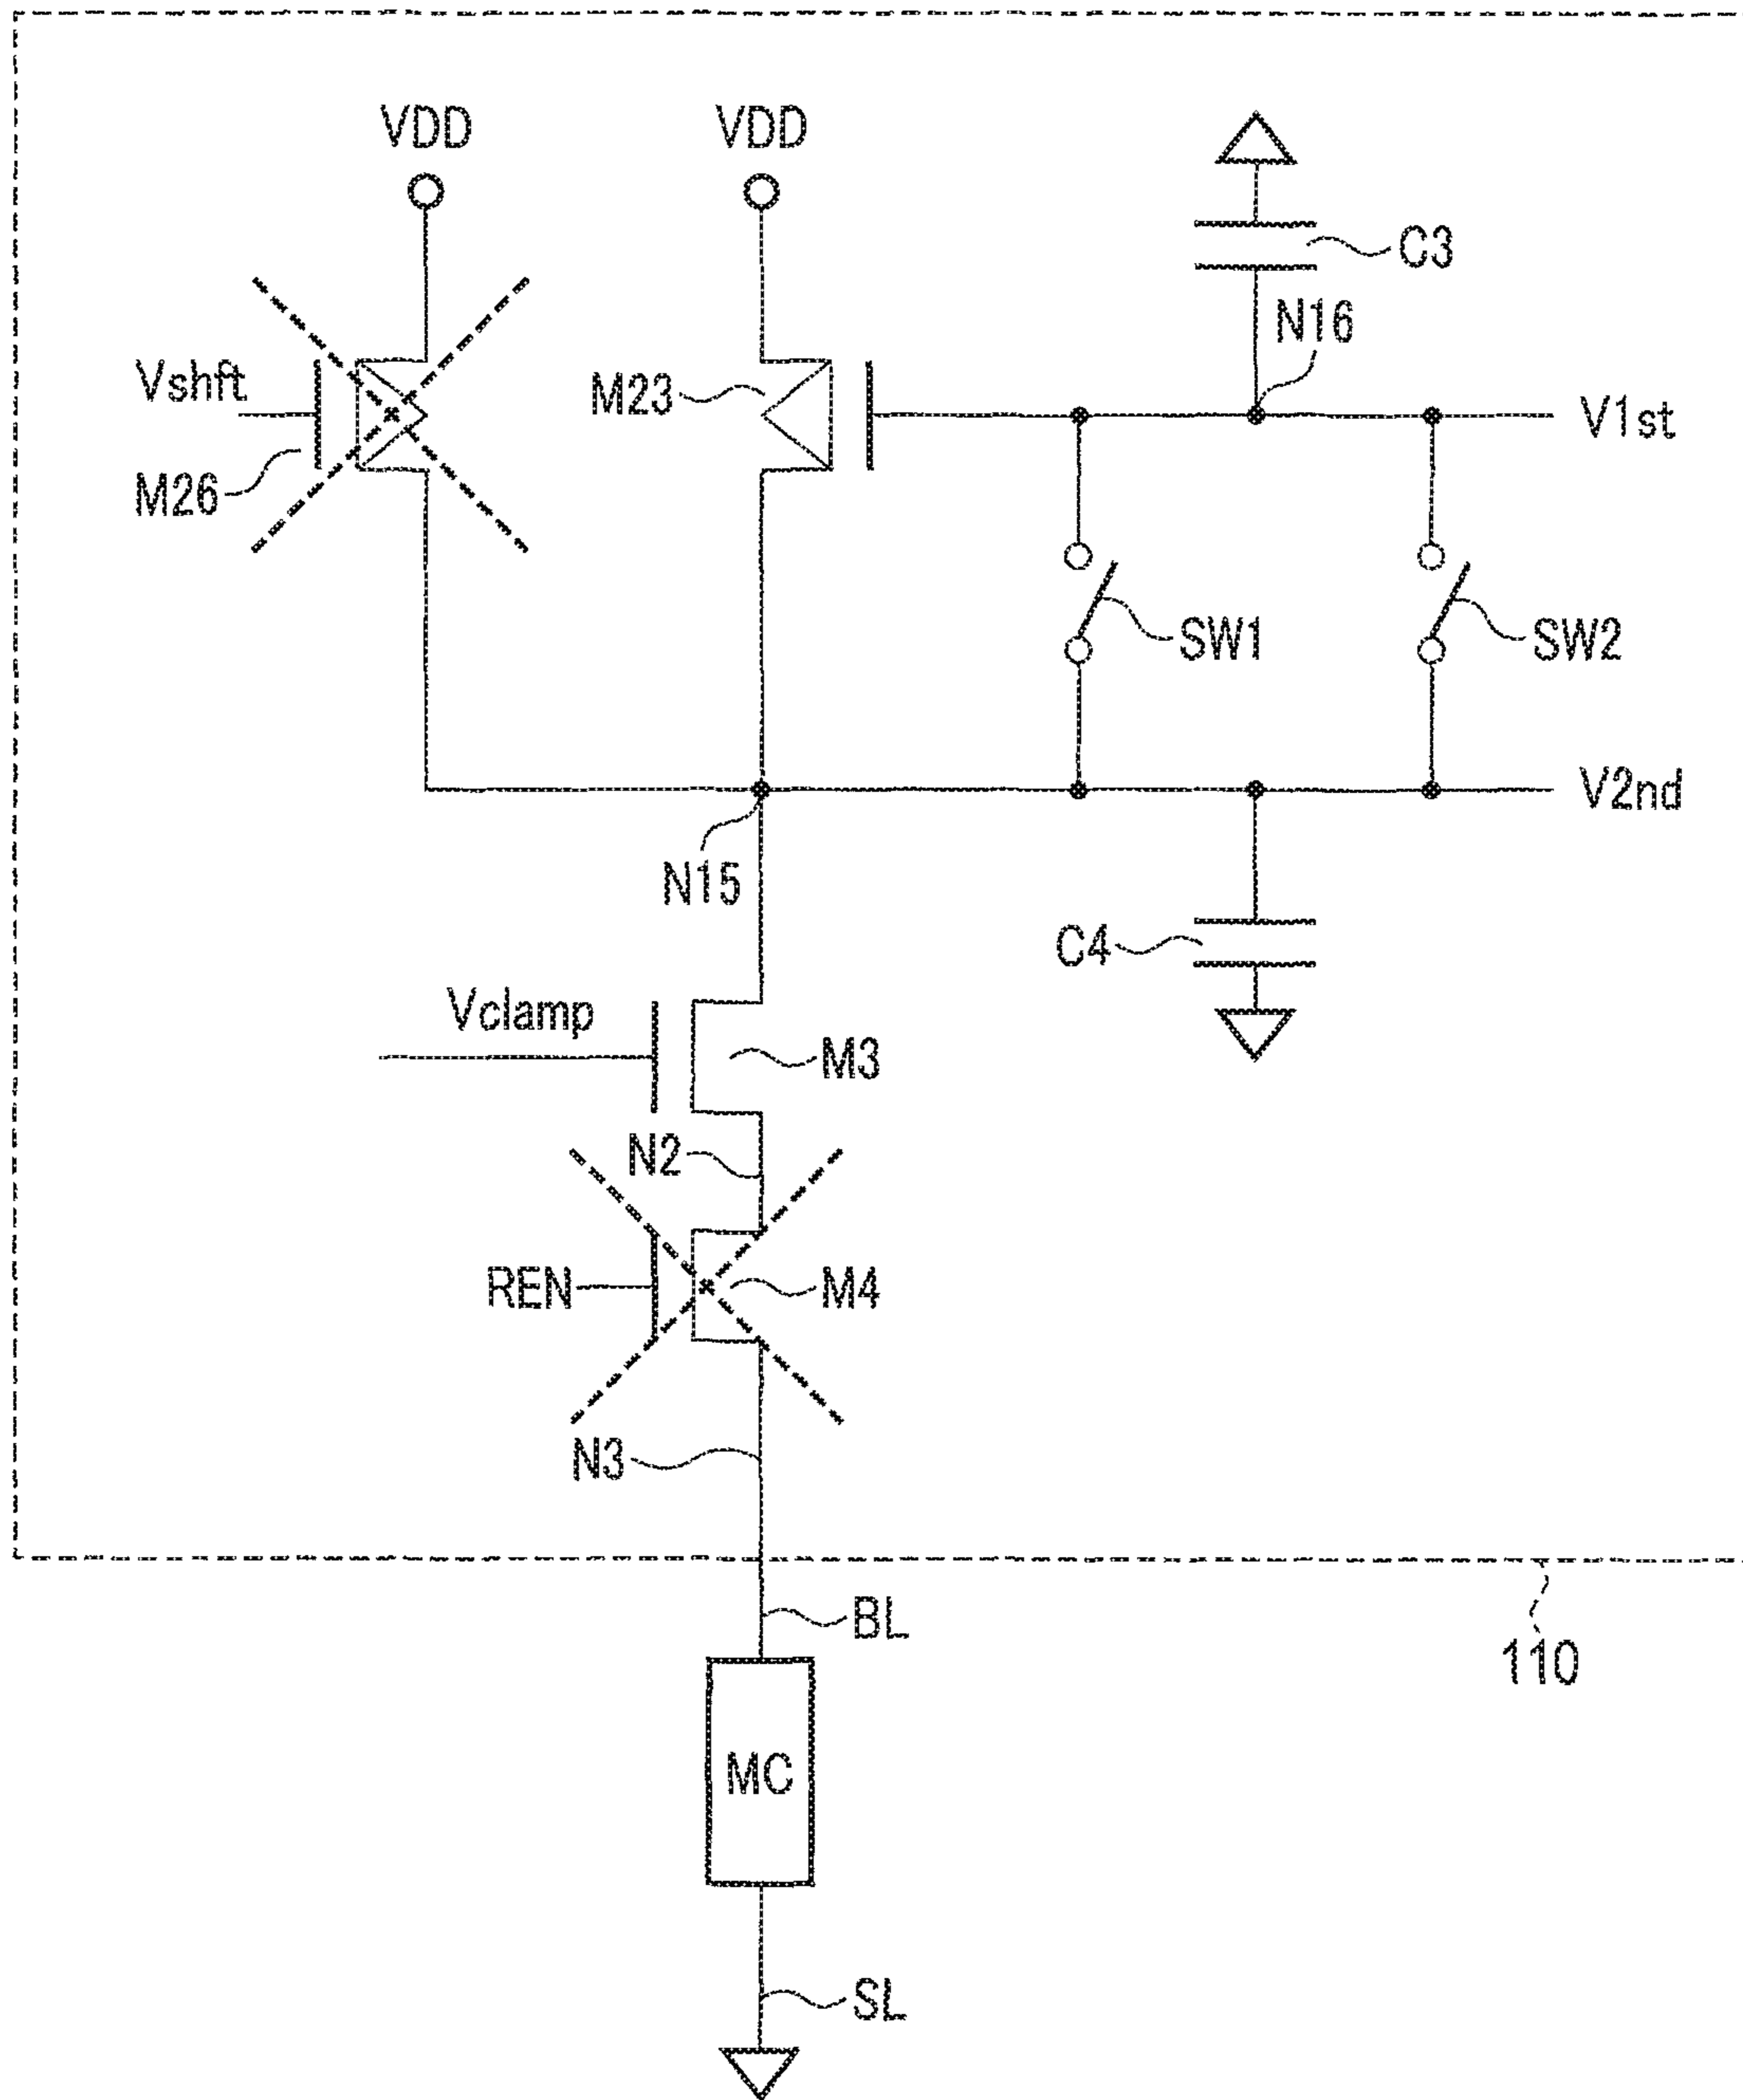 VDD
VDD
C3
N16
Vshft
M23
V1st
M26
SW1
SW2
V2nd
N15
C4
Vclamp
M3
N2
REN
M4
N3
BL
110
MC
SL